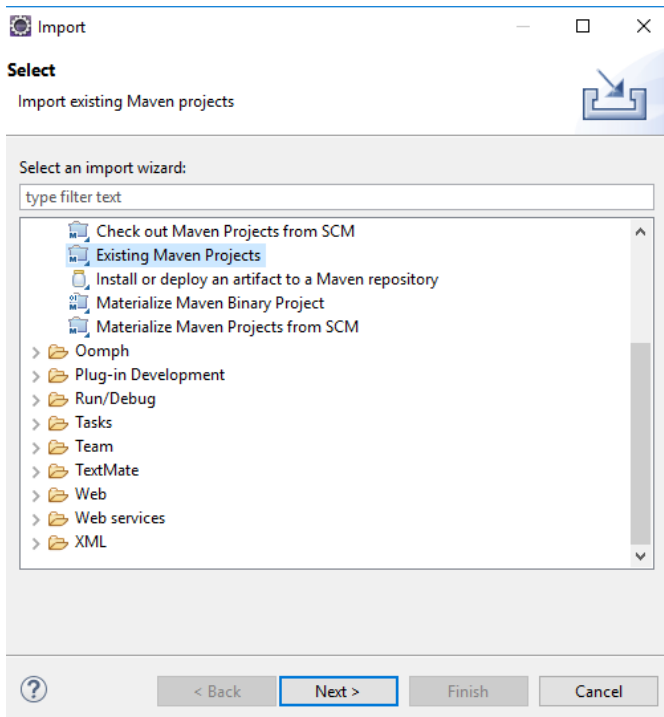 Import
Select
Import existing Maven projects
Select an import wizard:
type filter text
Check out Maven Projects from SCM
Existing Maven Projects
Install or deploy an artifact to a Maven repository
Materialize Maven Binary Project
Materialize Maven Projects from SCM
Oomph
Plug-in Development
Run/Debug
Tasks
Team
TextMate
Web
Web services
XML
? < Back Next > Finish Cancel